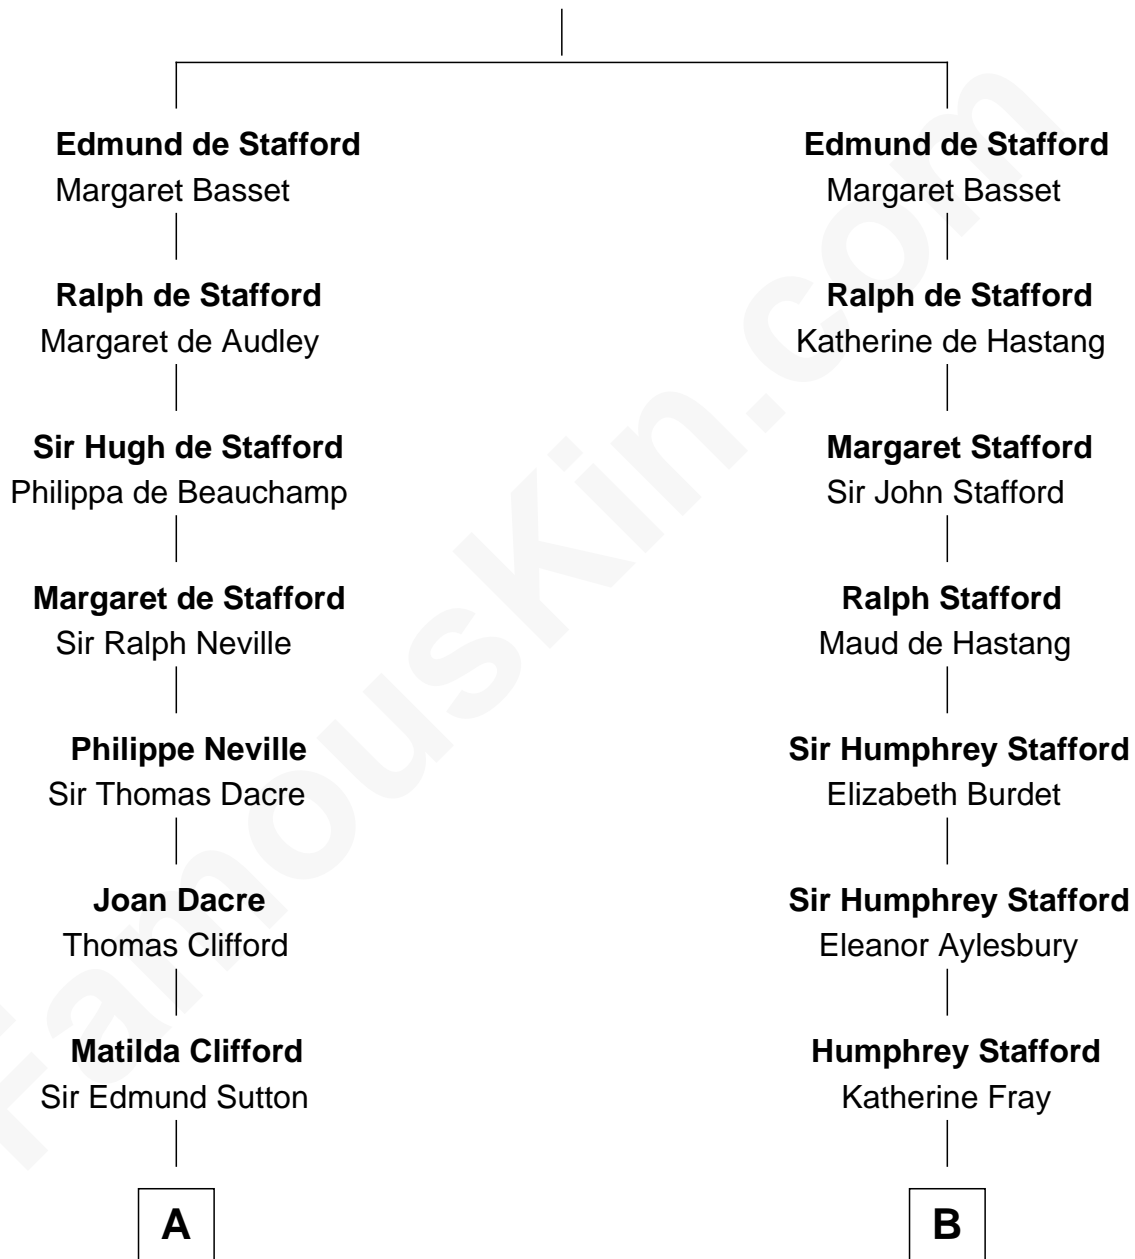 Edmund de Stafford
Margaret Basset
Ralph de Stafford
Margaret de Audley
Sir Hugh de Stafford
Philippa de Beauchamp
Margaret de Stafford
Sir Ralph Neville
Philippe Neville
Sir Thomas Dacre
Joan Dacre
Thomas Clifford
Matilda Clifford
Sir Edmund Sutton
A
Edmund de Stafford
Margaret Basset
Ralph de Stafford
Katherine de Hastang
Margaret Stafford
Sir John Stafford
Ralph Stafford
Maud de Hastang
Sir Humphrey Stafford
Elizabeth Burdet
Sir Humphrey Stafford
Eleanor Aylesbury
Humphrey Stafford
Katherine Fray
B
FamousKin.com